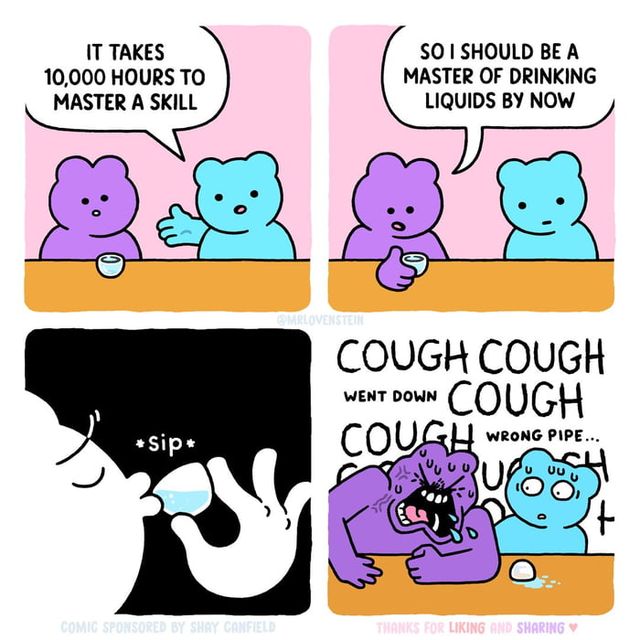 IT TAKES
10,000 HOURS TO
MASTER A SKILL
SO I SHOULD BE A
MASTER OF DRINKING
LIQUIDS BY NOW
@MRLOVENSTEIN
*sip*
COUGH COUGH
WENT DOWN COUGH
COUGH WRONG PIPE...
COMIC SPONSORED BY SHAY CANFIELD
THANKS FOR LIKING AND SHARING ♥